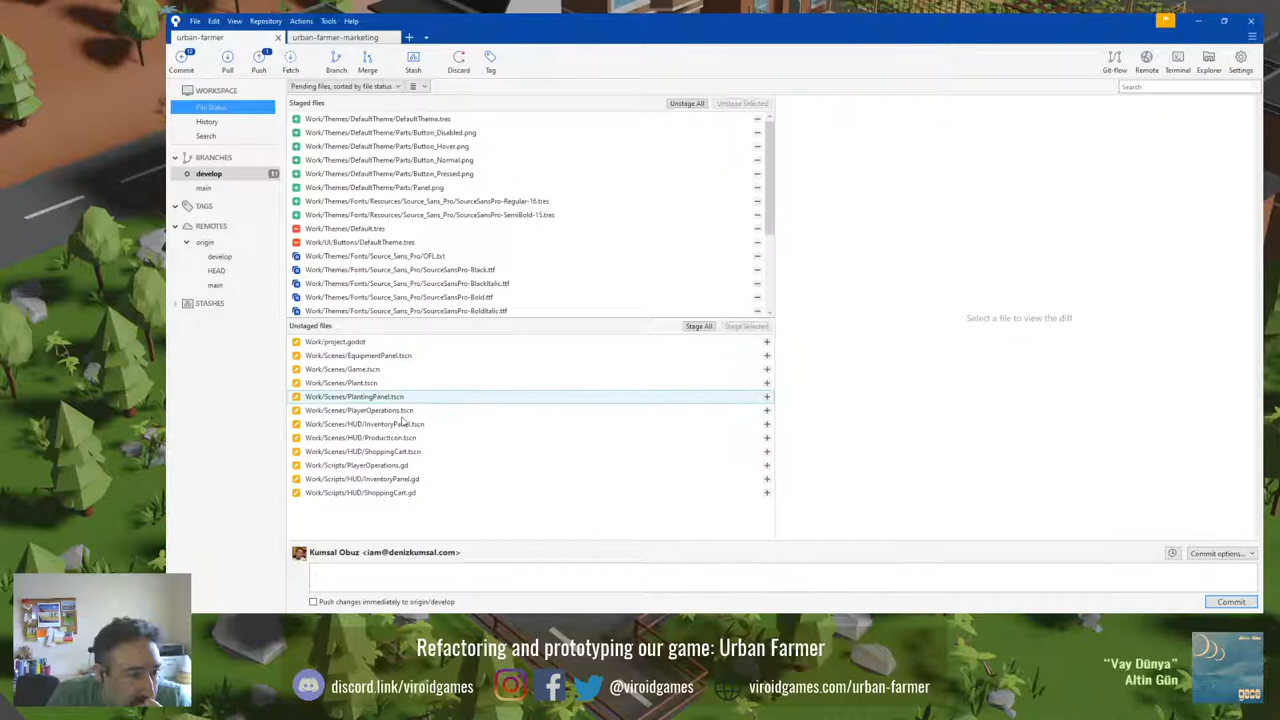 File Edit View Repository Actions Tools Help
urban-farmer
urban-farmer-marketing
12
1
Commit Pull Push Fetch Branch Merge Stash Discard Tag Git-flow Remote Terminal Explorer Settings
WORKSPACE
File Status
History
Search
BRANCHES
develop 1↑
main
TAGS
REMOTES
origin
develop
HEAD
main
STASHES
Pending files, sorted by file status
Search
Staged files Unstage All Unstage Selected
Work/Themes/DefaultTheme/DefaultTheme.tres
Work/Themes/DefaultTheme/Parts/Button_Disabled.png
Work/Themes/DefaultTheme/Parts/Button_Hover.png
Work/Themes/DefaultTheme/Parts/Button_Normal.png
Work/Themes/DefaultTheme/Parts/Button_Pressed.png
Work/Themes/DefaultTheme/Parts/Panel.png
Work/Themes/Fonts/Resources/Source_Sans_Pro/SourceSansPro-Regular-16.tres
Work/Themes/Fonts/Resources/Source_Sans_Pro/SourceSansPro-SemiBold-15.tres
Work/Themes/Default.tres
Work/UI/Buttons/DefaultTheme.tres
Work/Themes/Fonts/Source_Sans_Pro/OFL.txt
Work/Themes/Fonts/Source_Sans_Pro/SourceSansPro-Black.ttf
Work/Themes/Fonts/Source_Sans_Pro/SourceSansPro-BlackItalic.ttf
Work/Themes/Fonts/Source_Sans_Pro/SourceSansPro-Bold.ttf
Work/Themes/Fonts/Source_Sans_Pro/SourceSansPro-BoldItalic.ttf
Unstaged files Stage All Stage Selected
Work/project.godot
Work/Scenes/EquipmentPanel.tscn
Work/Scenes/Game.tscn
Work/Scenes/Plant.tscn
Work/Scenes/PlantingPanel.tscn
Work/Scenes/PlayerOperations.tscn
Work/Scenes/HUD/InventoryPanel.tscn
Work/Scenes/HUD/ProductIcon.tscn
Work/Scenes/HUD/ShoppingCart.tscn
Work/Scripts/PlayerOperations.gd
Work/Scripts/HUD/InventoryPanel.gd
Work/Scripts/HUD/ShoppingCart.gd
Select a file to view the diff
Kumsal Obuz <iam@denizkumsal.com>
Commit options...
Push changes immediately to origin/develop
Commit
Refactoring and prototyping our game: Urban Farmer
discord.link/viroidgames
@viroidgames
viroidgames.com/urban-farmer
"Vay Dünya"
Altin Gün